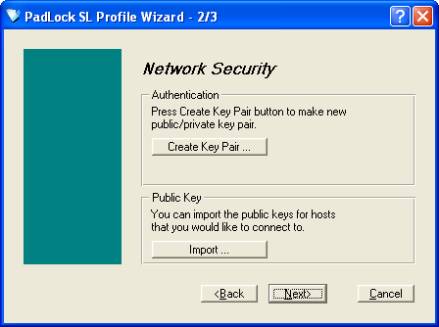 PadLock SL Profile Wizard - 2/3
Network Security
Authentication
Press Create Key Pair button to make new
public/private key pair.
Create Key Pair ...
Public Key
You can import the public keys for hosts
that you would like to connect to.
Import ...
<Back Next> Cancel